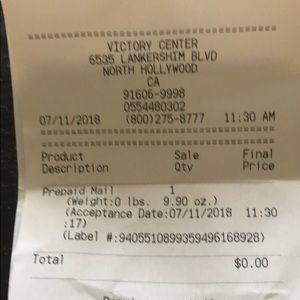 VICTORY CENTER
6535 LANKERSHIM BLVD
NORTH HOLLYWOOD
CA
91606-9998
0554480302
07/11/2018 (800)275-8777 11:30 AM
Product Sale Final
Description Qty Price
Prepaid Mail 1
(Weight:0 lbs. 9.90 oz.)
(Acceptance Date:07/11/2018 11:30
:17)
(Label #:9405510899359496168928)
Total $0.00